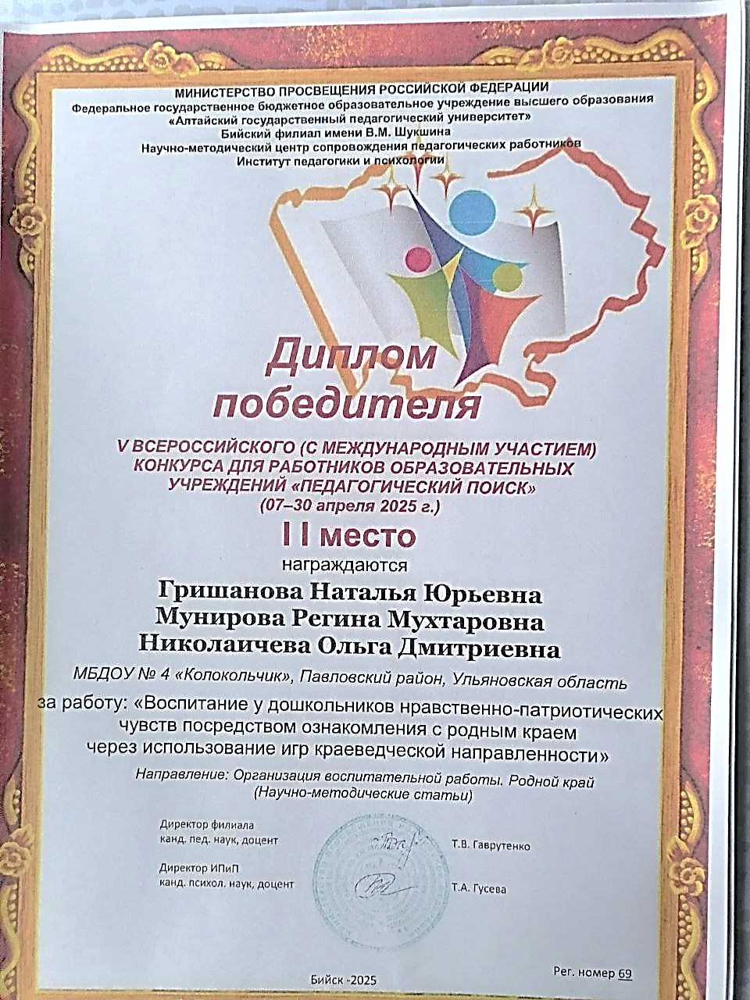 МИНИСТЕРСТВО ПРОСВЕЩЕНИЯ РОССИЙСКОЙ ФЕДЕРАЦИИ
Федеральное государственное бюджетное образовательное учреждение высшего образования
«Алтайский государственный педагогический университет»
Бийский филиал имени В.М. Шукшина
Научно-методический центр сопровождения педагогических работников
Институт педагогики и психологии
Диплом
победителя
V ВСЕРОССИЙСКОГО (С МЕЖДУНАРОДНЫМ УЧАСТИЕМ)
КОНКУРСА ДЛЯ РАБОТНИКОВ ОБРАЗОВАТЕЛЬНЫХ
УЧРЕЖДЕНИЙ «ПЕДАГОГИЧЕСКИЙ ПОИСК»
(07–30 апреля 2025 г.)
I I место
награждаются
Гришанова Наталья Юрьевна
Мунирова Регина Мухтаровна
Николаичева Ольга Дмитриевна
МБДОУ № 4 «Колокольчик», Павловский район, Ульяновская область
за работу: «Воспитание у дошкольников нравственно-патриотических
чувств посредством ознакомления с родным краем
через использование игр краеведческой направленности»
Направление: Организация воспитательной работы. Родной край
(Научно-методические статьи)
Директор филиала
канд. пед. наук, доцент
Т.В. Гаврутенко
Директор ИПиП
канд. психол. наук, доцент
Т.А. Гусева
Рег. номер 69
Бийск -2025